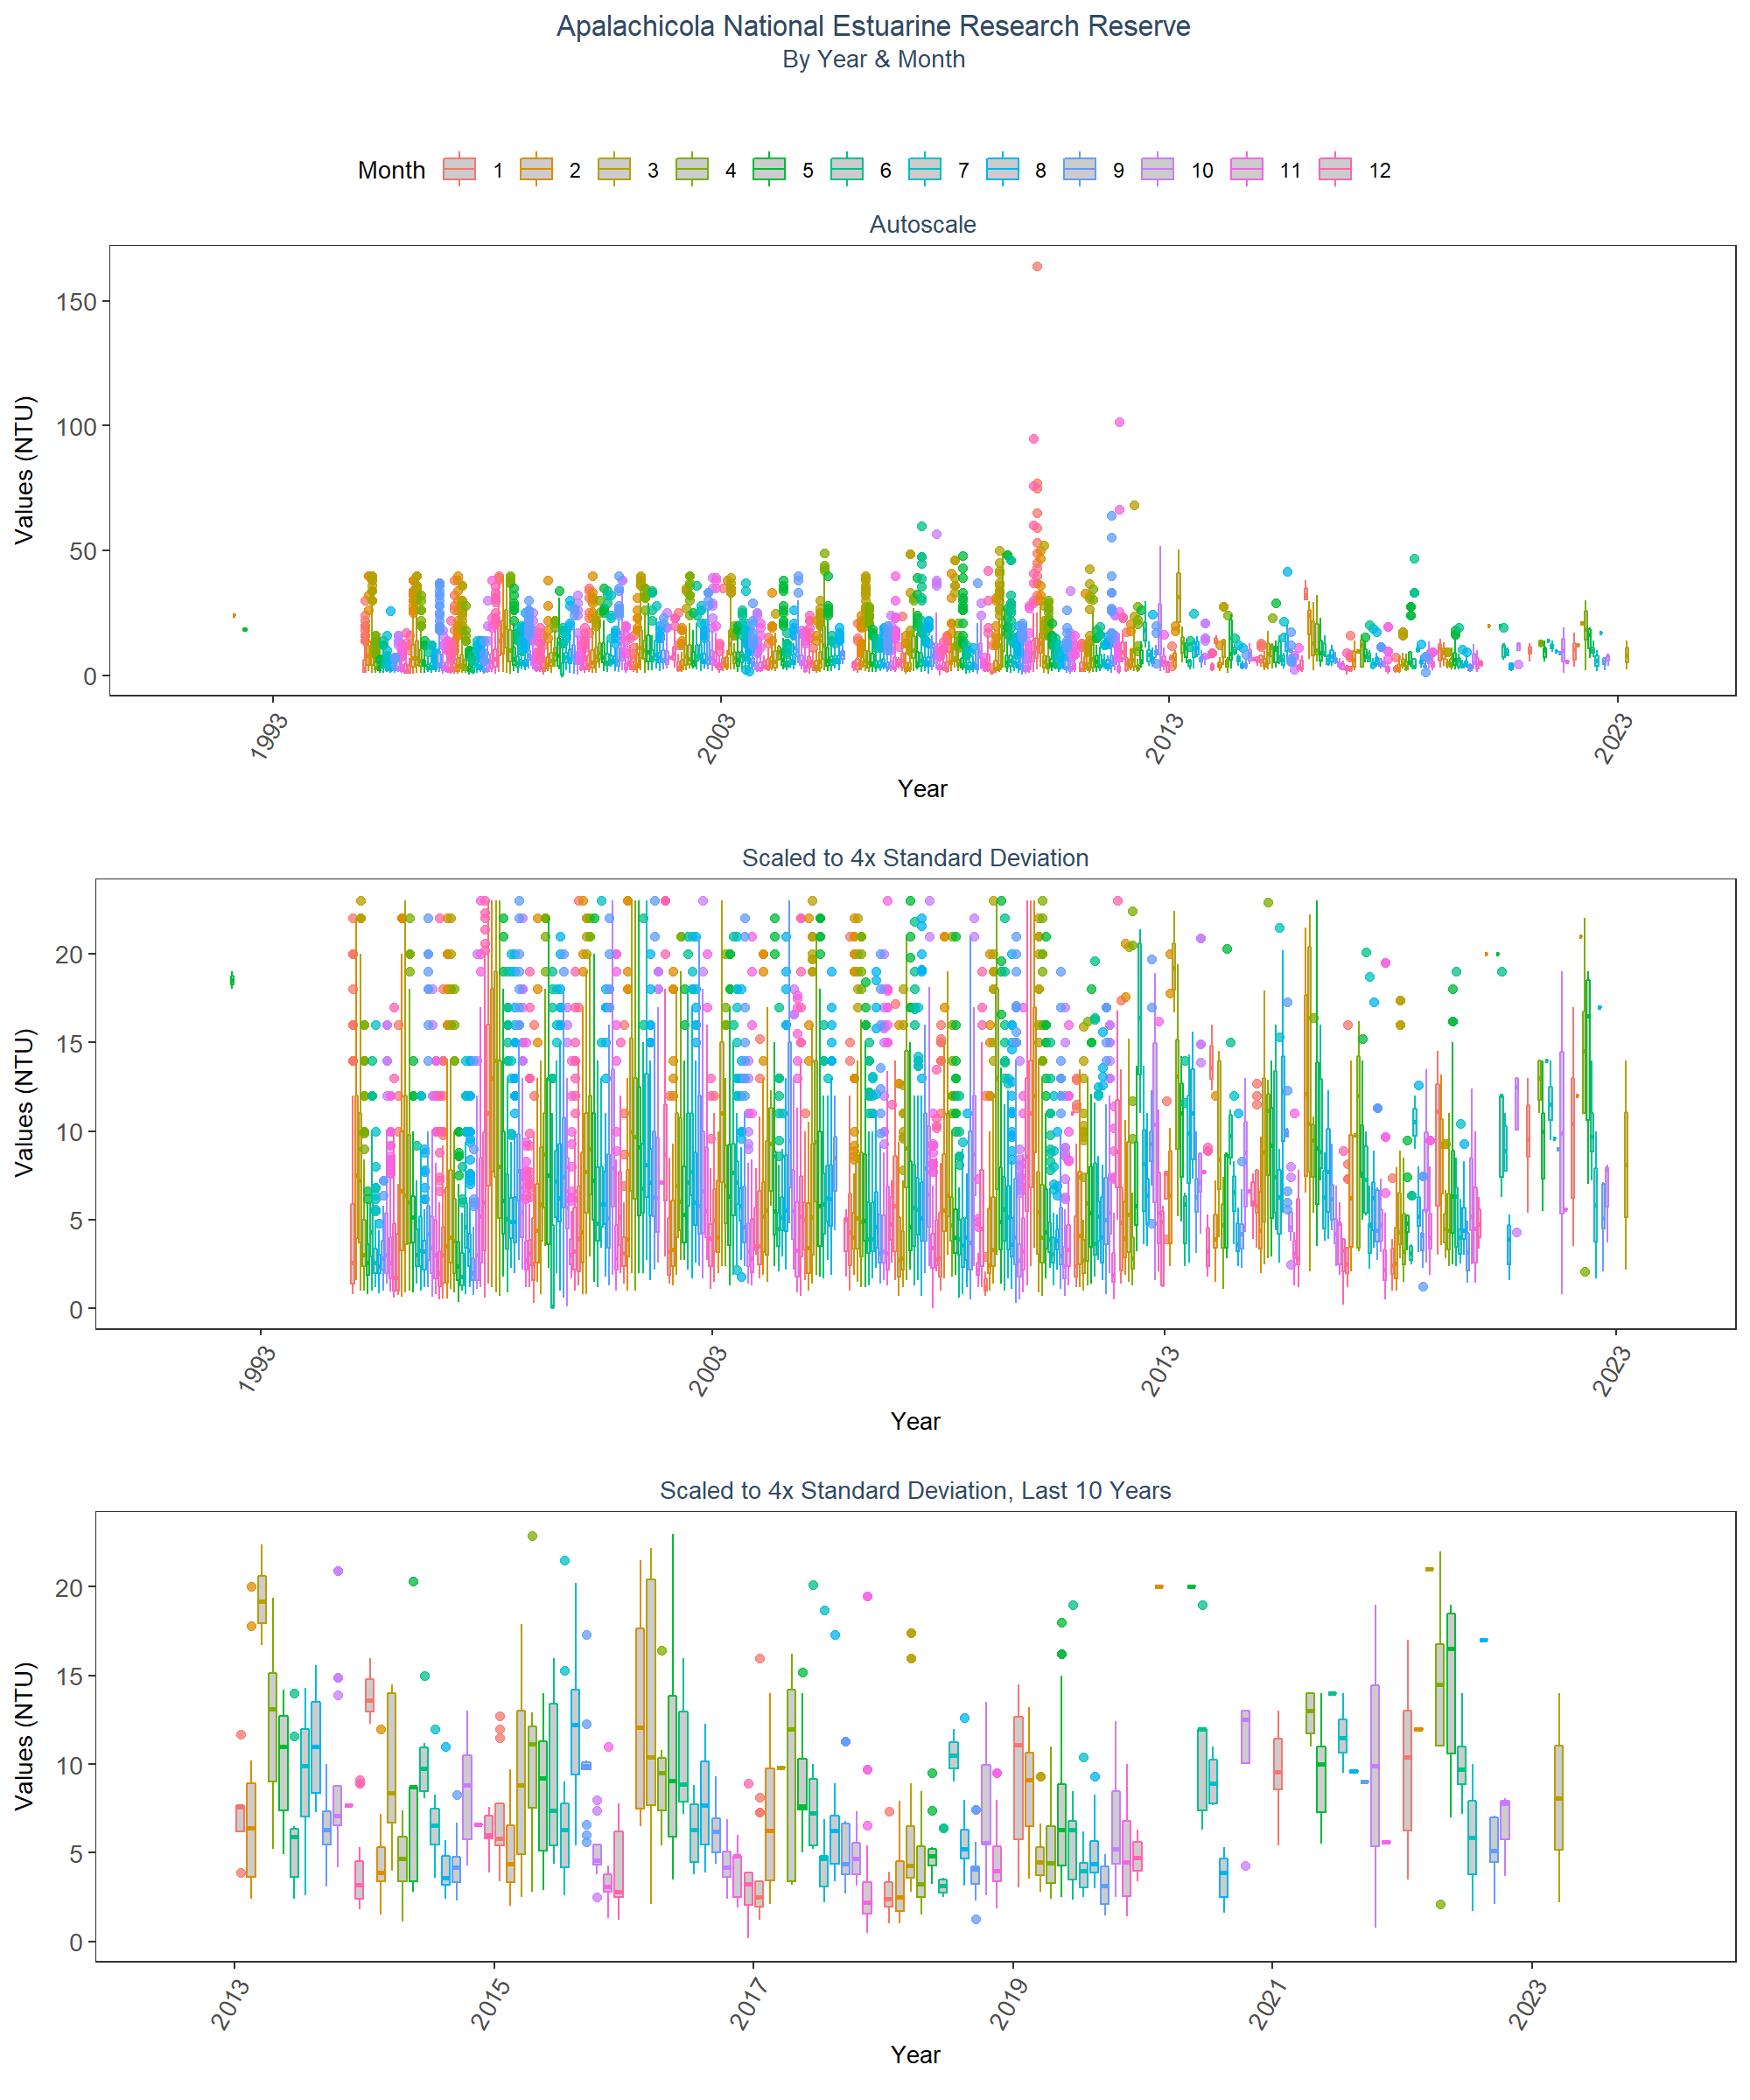 Apalachicola National Estuarine Research Reserve
By Year & Month
Month 1 2 3 4 5 6 7 8 9 10 11 12
Autoscale
Values (NTU)
150
100
50
0
1993 2003 2013 2023
Year
Scaled to 4x Standard Deviation
Values (NTU)
20
15
10
5
0
1993 2003 2013 2023
Year
Scaled to 4x Standard Deviation, Last 10 Years
Values (NTU)
20
15
10
5
0
2013 2015 2017 2019 2021 2023
Year